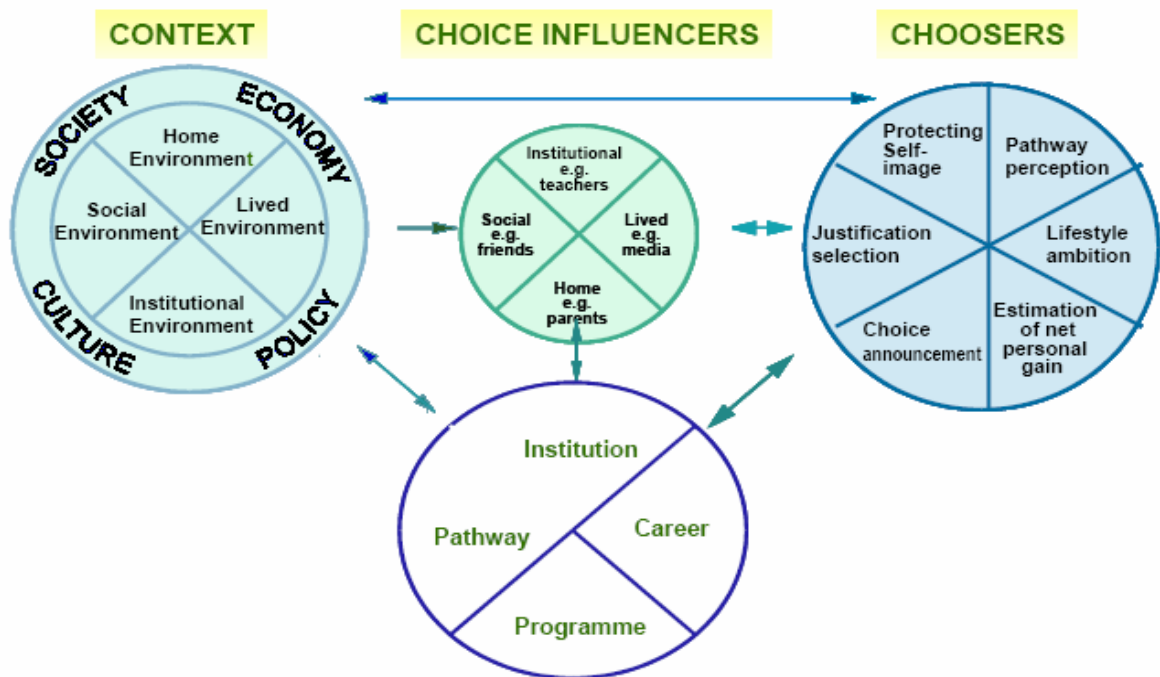 CONTEXT
CHOICE INFLUENCERS
CHOOSERS
SOCIETY
ECONOMY
CULTURE
POLICY
Home
Environment
Social
Environment
Lived
Environment
Institutional
Environment
Institutional
e.g.
teachers
Social
e.g.
friends
Lived
e.g.
media
Home
e.g.
parents
Protecting
Self-
image
Pathway
perception
Justification
selection
Lifestyle
ambition
Choice
announcement
Estimation
of net
personal
gain
Institution
Pathway
Career
Programme